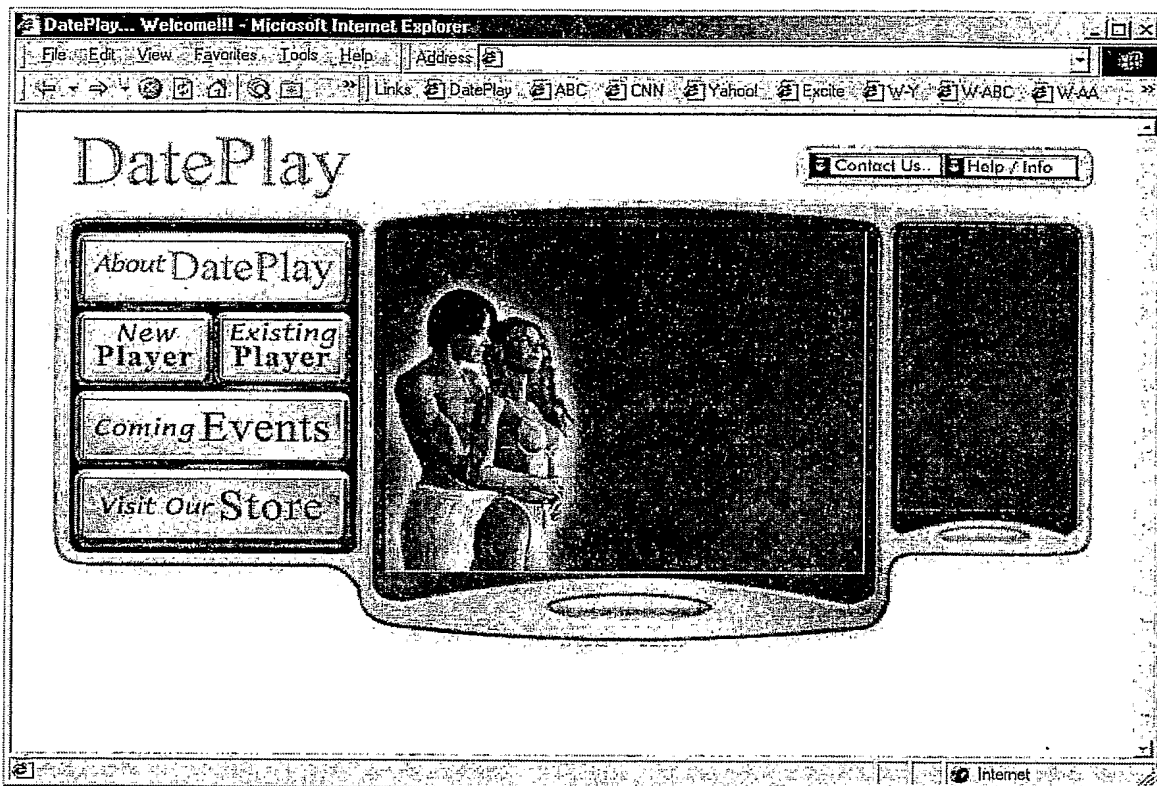 DatePlay... Welcome!!! - Microsoft Internet Explorer
File Edit View Favorites Tools Help Address
Links DatePlay ABC CNN Yahoo! Excite W-Y W-ABC W-AA
DatePlay
Contact Us.. Help / Info
About DatePlay
New Player
Existing Player
Coming Events
Visit Our Store
Internet